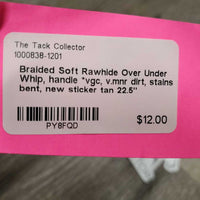 The Tack Collector
1000838-1201
Braided Soft Rawhide Over Under
Whip, handle *vgc, v.mnr dirt, stains
bent, new sticker tan 22.5"
PY8FQD
$12.00